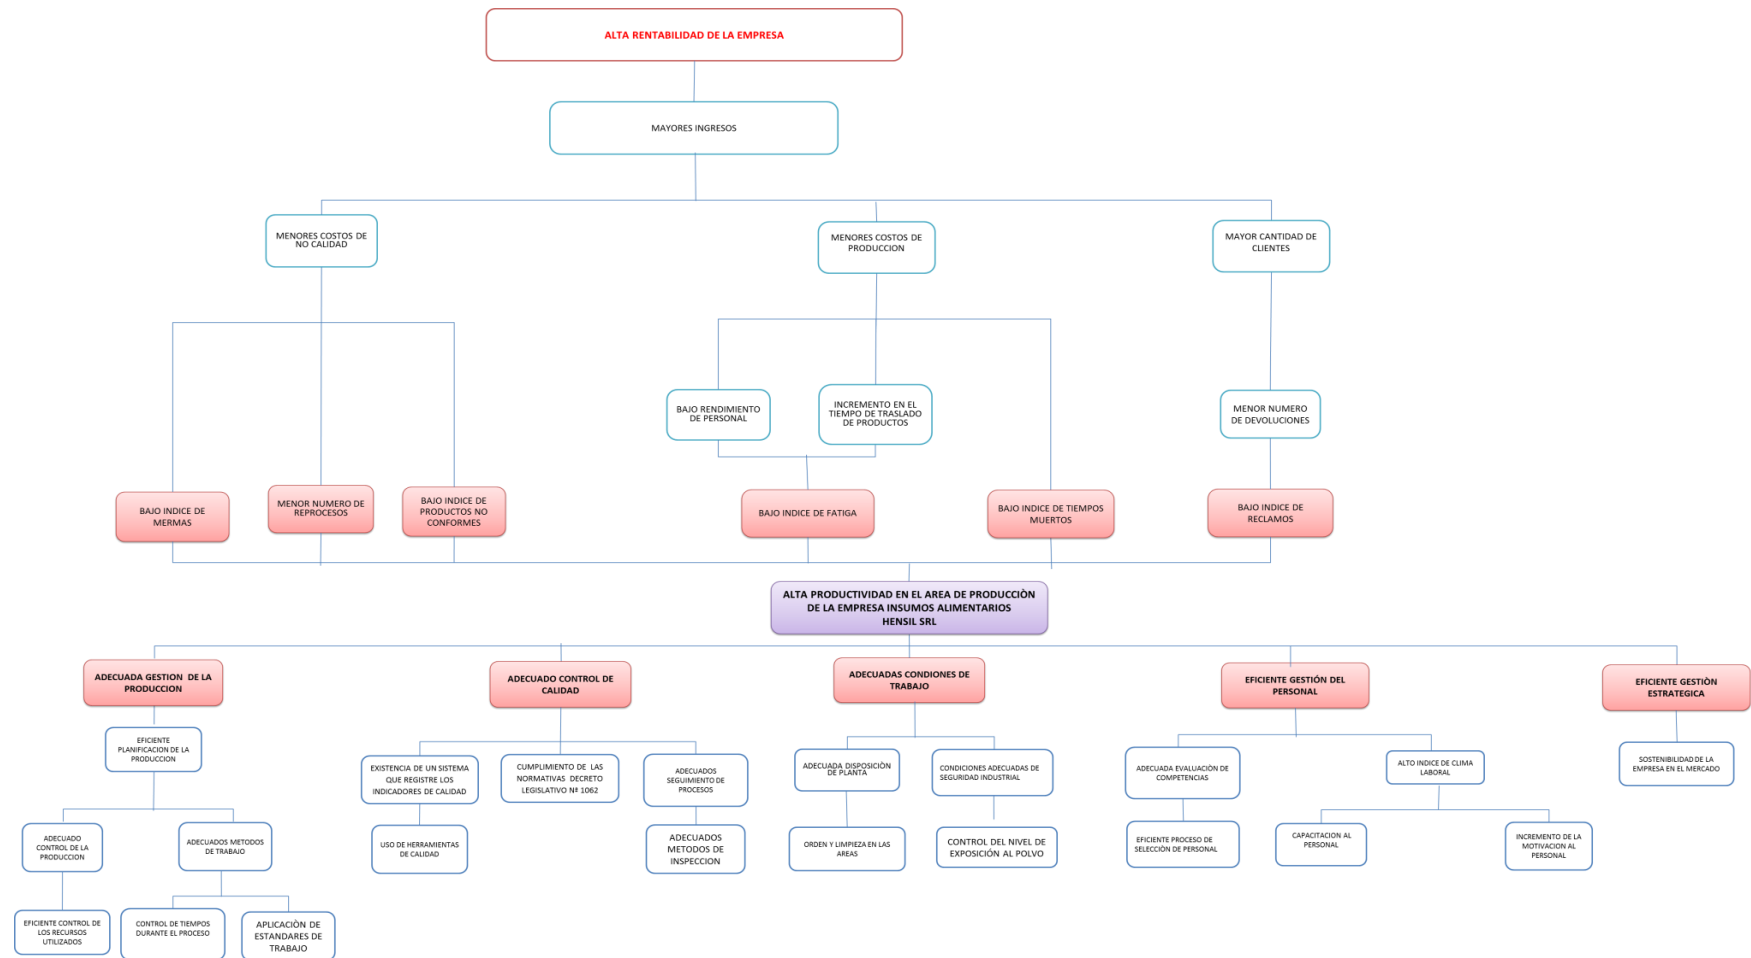 ALTA RENTABILIDAD DE LA EMPRESA
MAYORES INGRESOS
MENORES COSTOS DE
NO CALIDAD
MENORES COSTOS DE
PRODUCCION
MAYOR CANTIDAD DE
CLIENTES
BAJO RENDIMIENTO
DE PERSONAL
INCREMENTO EN EL
TIEMPO DE TRASLADO
DE PRODUCTOS
MENOR NUMERO
DE DEVOLUCIONES
BAJO INDICE DE
MERMAS
MENOR NUMERO DE
REPROCESOS
BAJO INDICE DE
PRODUCTOS NO
CONFORMES
BAJO INDICE DE FATIGA
BAJO INDICE DE TIEMPOS
MUERTOS
BAJO INDICE DE
RECLAMOS
ALTA PRODUCTIVIDAD EN EL AREA DE PRODUCCIÒN
DE LA EMPRESA INSUMOS ALIMENTARIOS
HENSIL SRL
ADECUADA GESTION DE LA
PRODUCCION
ADECUADO CONTROL DE
CALIDAD
ADECUADAS CONDIONES DE
TRABAJO
EFICIENTE GESTIÓN DEL
PERSONAL
EFICIENTE GESTIÒN
ESTRATEGICA
EFICIENTE
PLANIFICACION DE LA
PRODUCCION
EXISTENCIA DE UN SISTEMA
QUE REGISTRE LOS
INDICADORES DE CALIDAD
CUMPLIMIENTO DE LAS
NORMATIVAS DECRETO
LEGISLATIVO Nª 1062
ADECUADOS
SEGUIMIENTO DE
PROCESOS
ADECUADA DISPOSICIÒN
DE PLANTA
CONDICIONES ADECUADAS DE
SEGURIDAD INDUSTRIAL
ADECUADA EVALUACIÒN DE
COMPETENCIAS
ALTO INDICE DE CLIMA
LABORAL
SOSTENIBILIDAD DE LA
EMPRESA EN EL MERCADO
ADECUADO
CONTROL DE LA
PRODUCCION
ADECUADOS METODOS
DE TRABAJO
USO DE HERRAMIENTAS
DE CALIDAD
ADECUADOS
METODOS DE
INSPECCION
ORDEN Y LIMPIEZA EN LAS
AREAS
CONTROL DEL NIVEL DE
EXPOSICIÓN AL POLVO
EFICIENTE PROCESO DE
SELECCIÒN DE PERSONAL
CAPACITACION AL
PERSONAL
INCREMENTO DE LA
MOTIVACION AL
PERSONAL
EFICIENTE CONTROL DE
LOS RECURSOS
UTILIZADOS
CONTROL DE TIEMPOS
DURANTE EL PROCESO
APLICACIÒN DE
ESTANDARES DE
TRABAJO